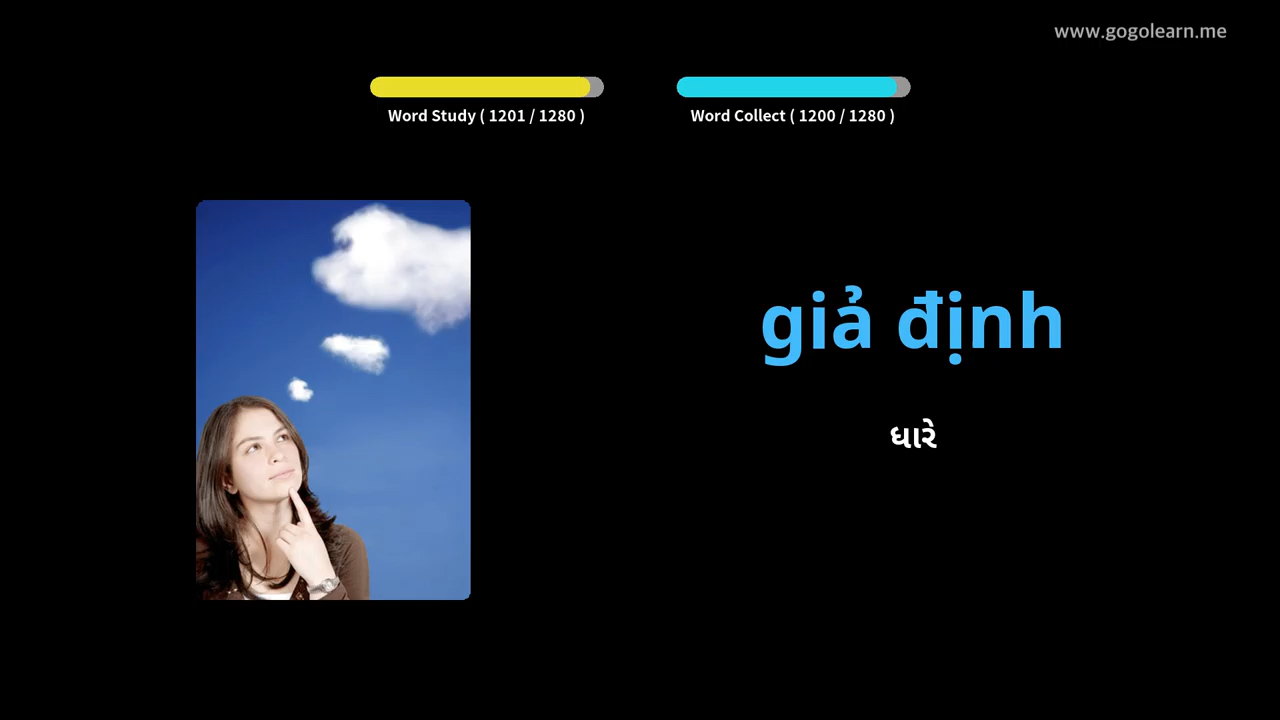 www.gogolearn.me
Word Study ( 1201 / 1280 )
Word Collect ( 1200 / 1280 )
giả định
ધારે